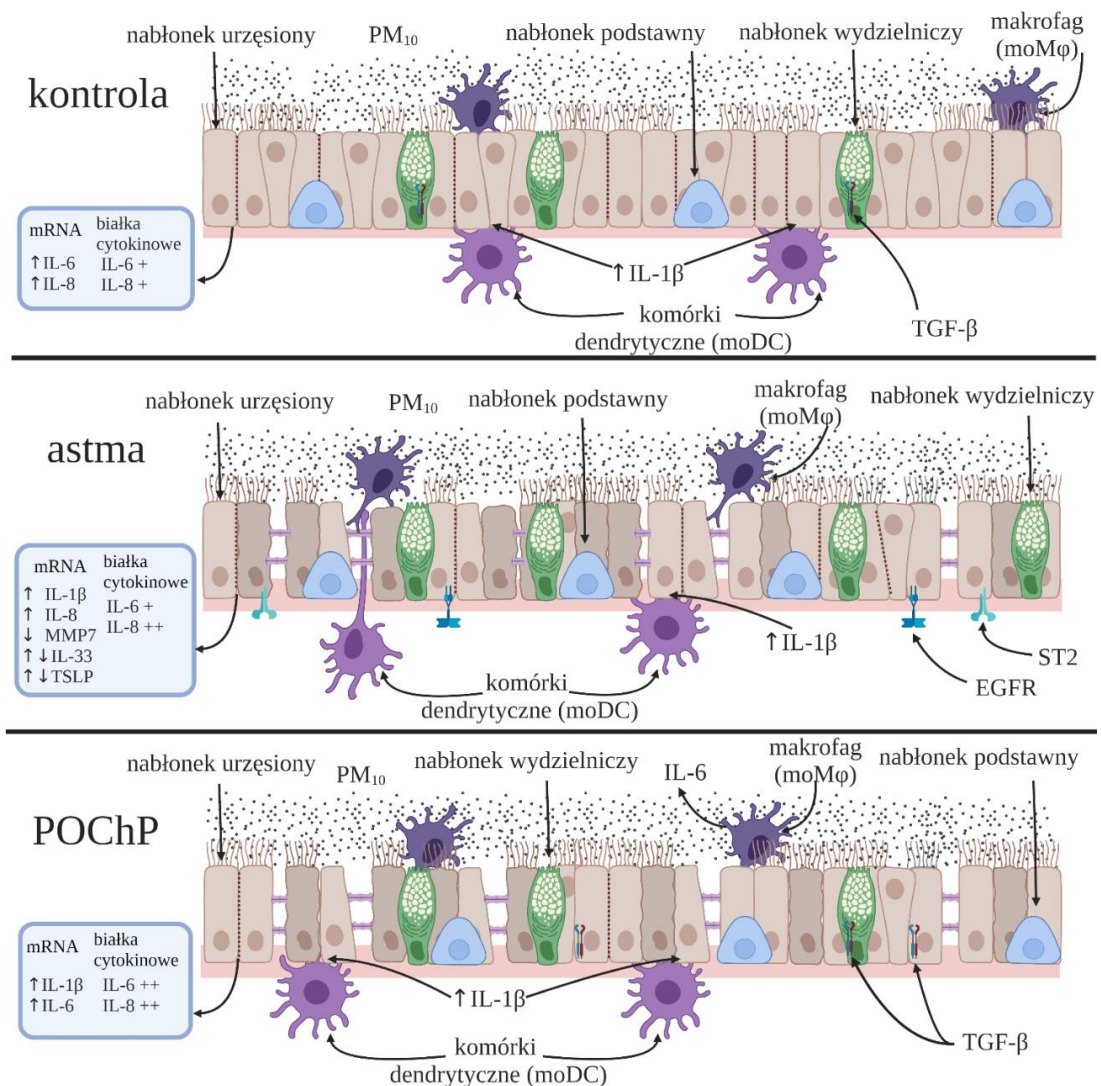 nabłonek urzęsiony
PM₁₀
nabłonek podstawny
nabłonek wydzielniczy
makrofag
(moMφ)
kontrola
mRNA
↑IL-6
↑IL-8
białka
cytokinowe
IL-6 +
IL-8 +
↑IL-1β
komórki
dendrytyczne (moDC)
TGF-β
nabłonek urzęsiony
PM₁₀
nabłonek podstawny
makrofag
(moMφ)
nabłonek wydzielniczy
astma
mRNA
↑ IL-1β
↑ IL-8
↓ MMP7
↑↓IL-33
↑↓TSLP
białka
cytokinowe
IL-6 +
IL-8 ++
↑IL-1β
komórki
dendrytyczne (moDC)
ST2
EGFR
nabłonek urzęsiony
PM₁₀
nabłonek wydzielniczy
IL-6
makrofag
(moMφ)
nabłonek podstawny
POChP
mRNA
↑IL-1β
↑IL-6
białka
cytokinowe
IL-6 ++
IL-8 ++
↑IL-1β
komórki
dendrytyczne (moDC)
TGF-β